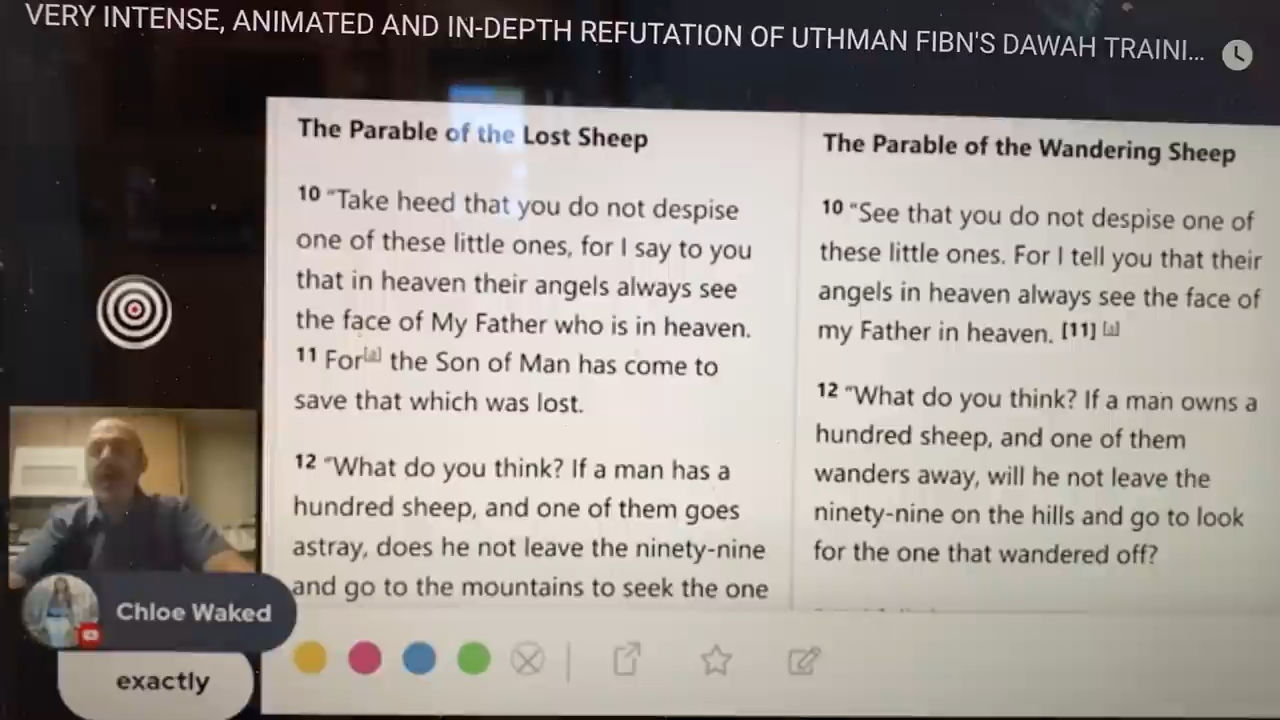 VERY INTENSE, ANIMATED AND IN-DEPTH REFUTATION OF UTHMAN FIBN'S DAWAH TRAINI...
The Parable of the Lost Sheep
10 "Take heed that you do not despise
one of these little ones, for I say to you
that in heaven their angels always see
the face of My Father who is in heaven.
11 For[a] the Son of Man has come to
save that which was lost.
12 "What do you think? If a man has a
hundred sheep, and one of them goes
astray, does he not leave the ninety-nine
and go to the mountains to seek the one
The Parable of the Wandering Sheep
10 "See that you do not despise one of
these little ones. For I tell you that their
angels in heaven always see the face of
my Father in heaven. [11] [a]
12 "What do you think? If a man owns a
hundred sheep, and one of them
wanders away, will he not leave the
ninety-nine on the hills and go to look
for the one that wandered off?
Chloe Waked
exactly